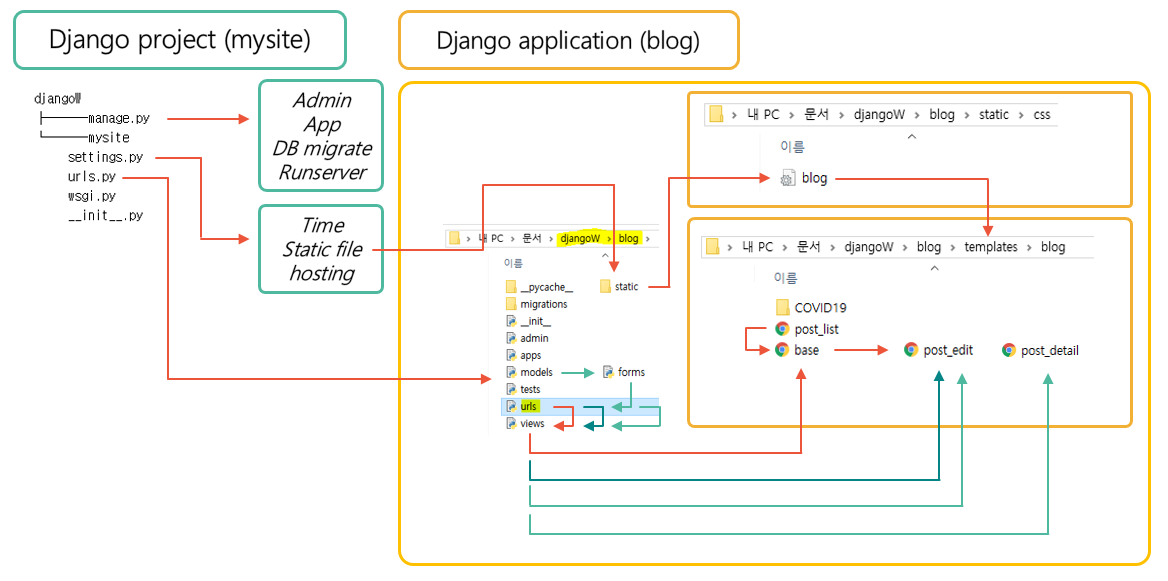 Django project (mysite)
Django application (blog)
djangoW
manage.py
mysite
settings.py
urls.py
wsgi.py
__init__.py
Admin
App
DB migrate
Runserver
Time
Static file
hosting
> 내 PC > 문서 > djangoW > blog >
이름
__pycache__
static
migrations
__init__
admin
apps
models
forms
tests
urls
views
> 내 PC > 문서 > djangoW > blog > static > css
이름
blog
> 내 PC > 문서 > djangoW > blog > templates > blog
이름
COVID19
post_list
base
post_edit
post_detail